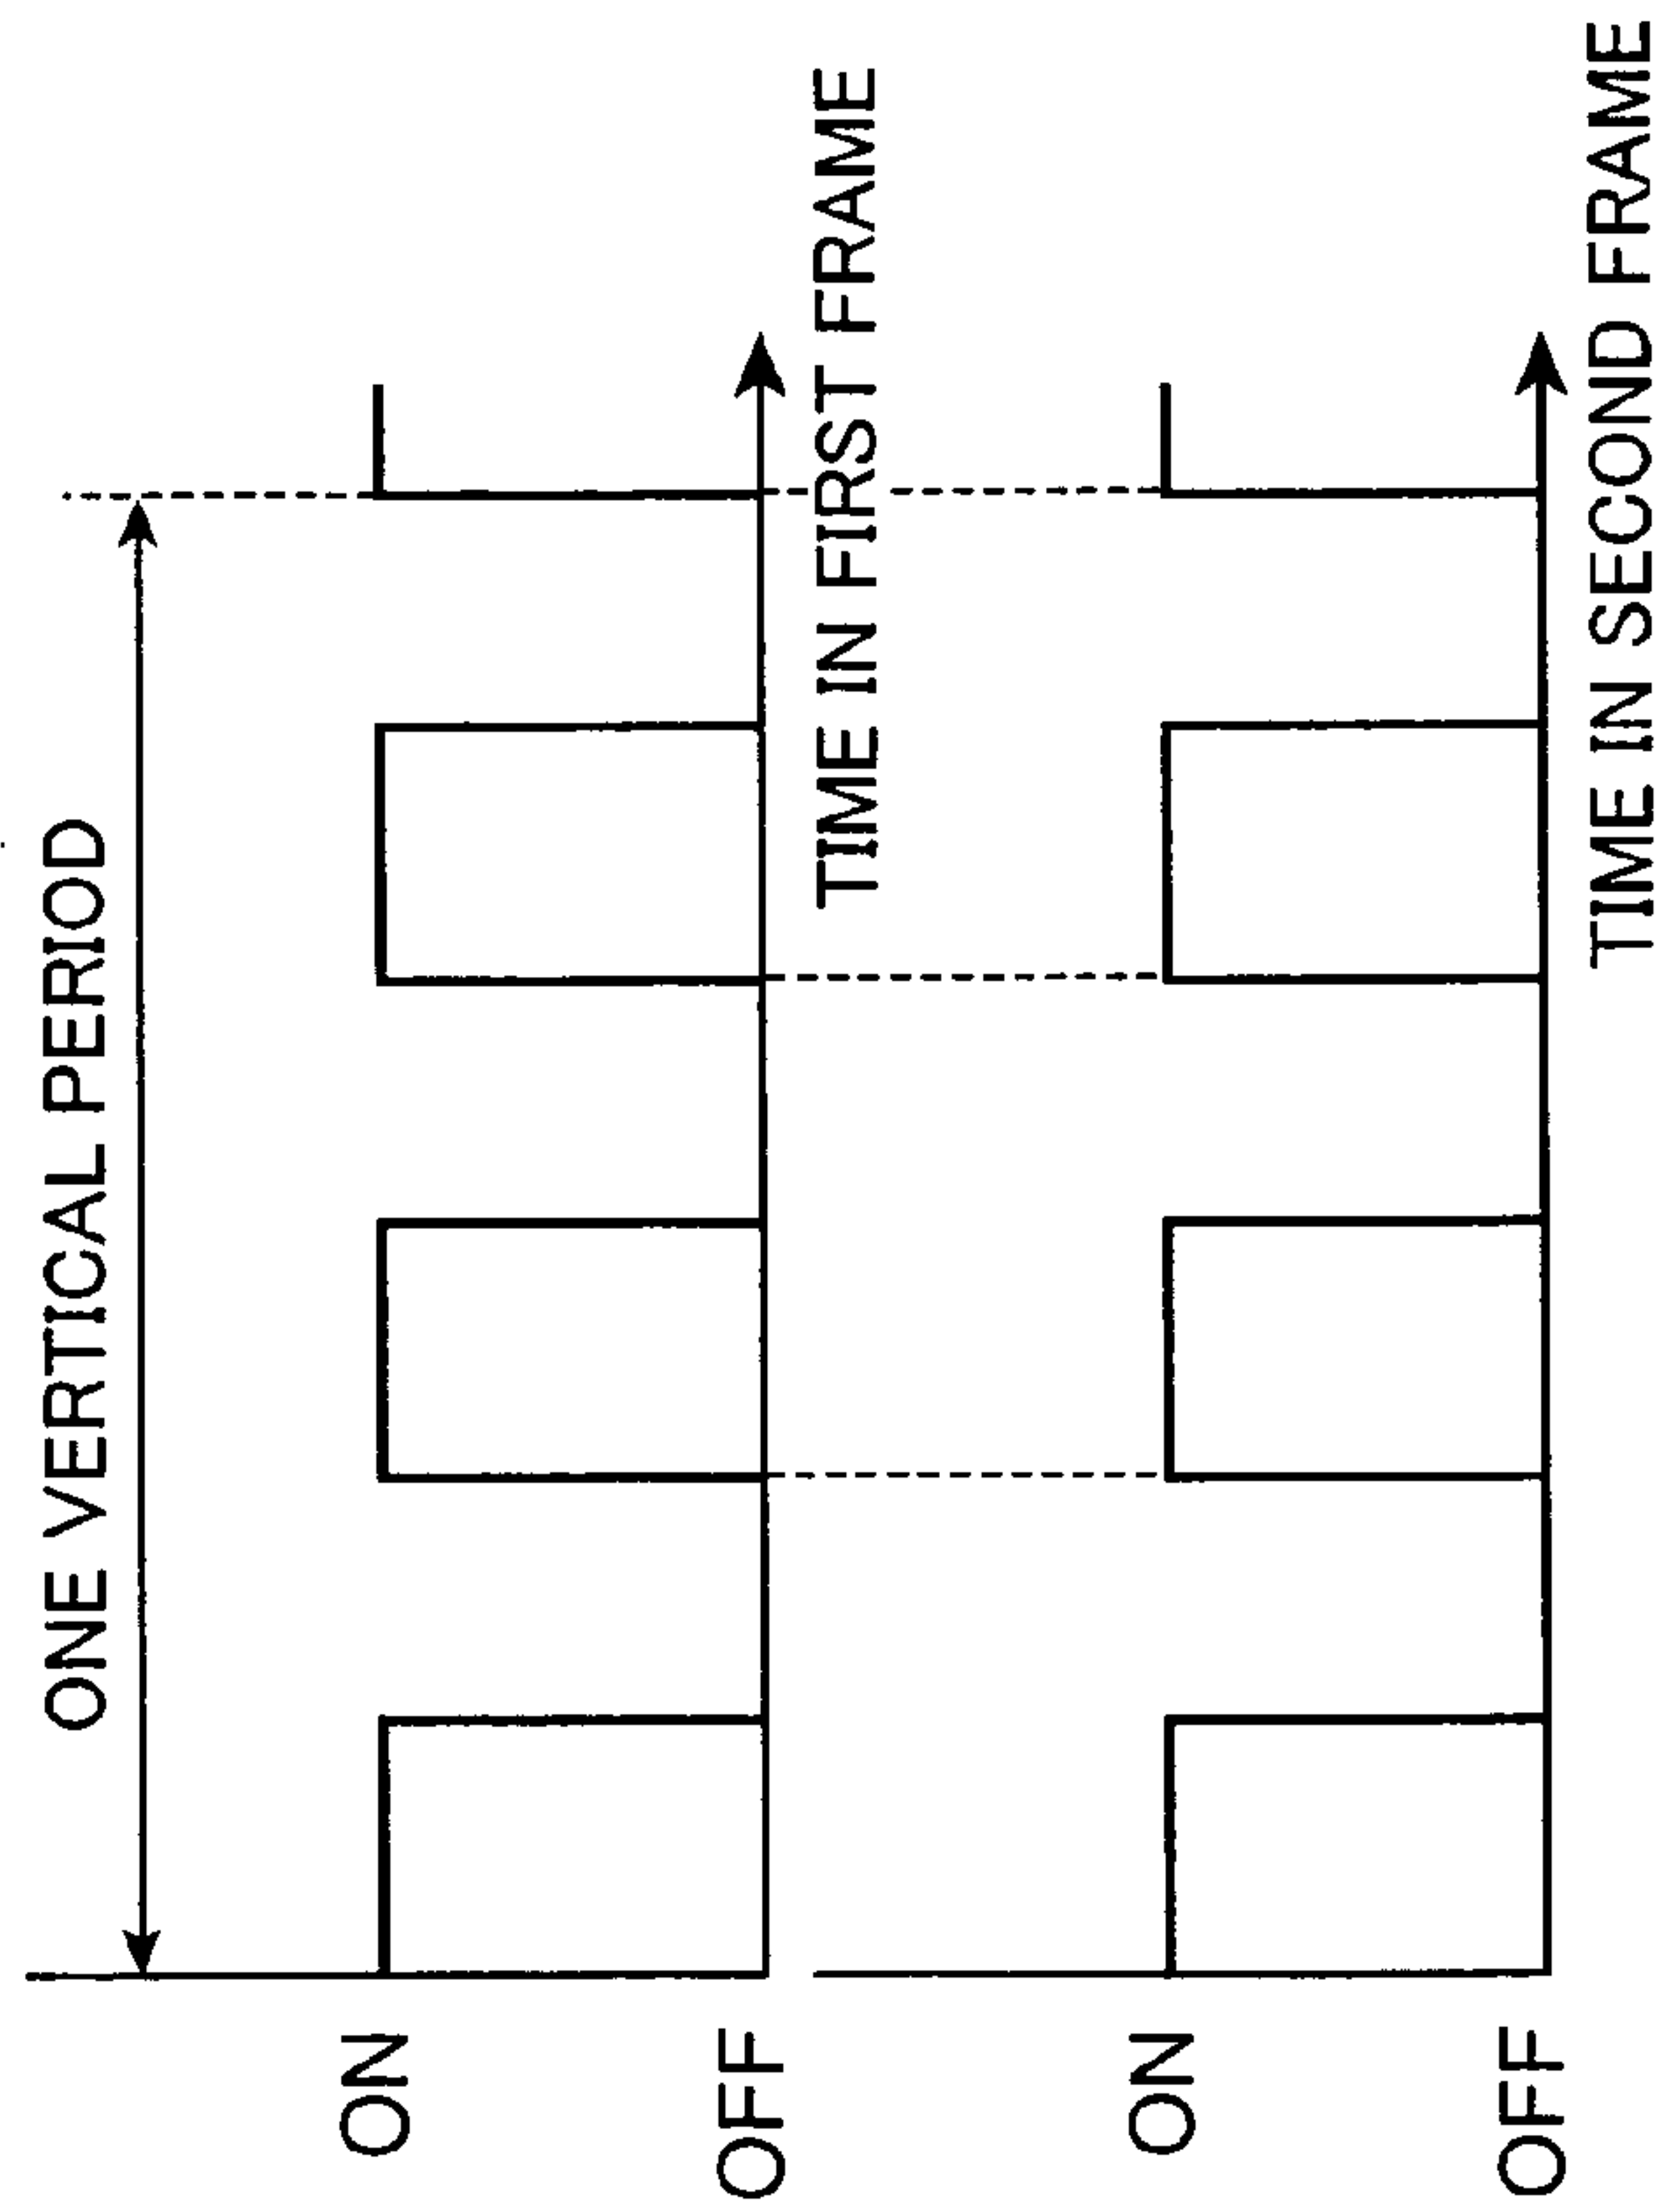 ONE VERTICAL PERIOD
ON
OFF
TIME IN FIRST FRAME
ON
OFF
TIME IN SECOND FRAME